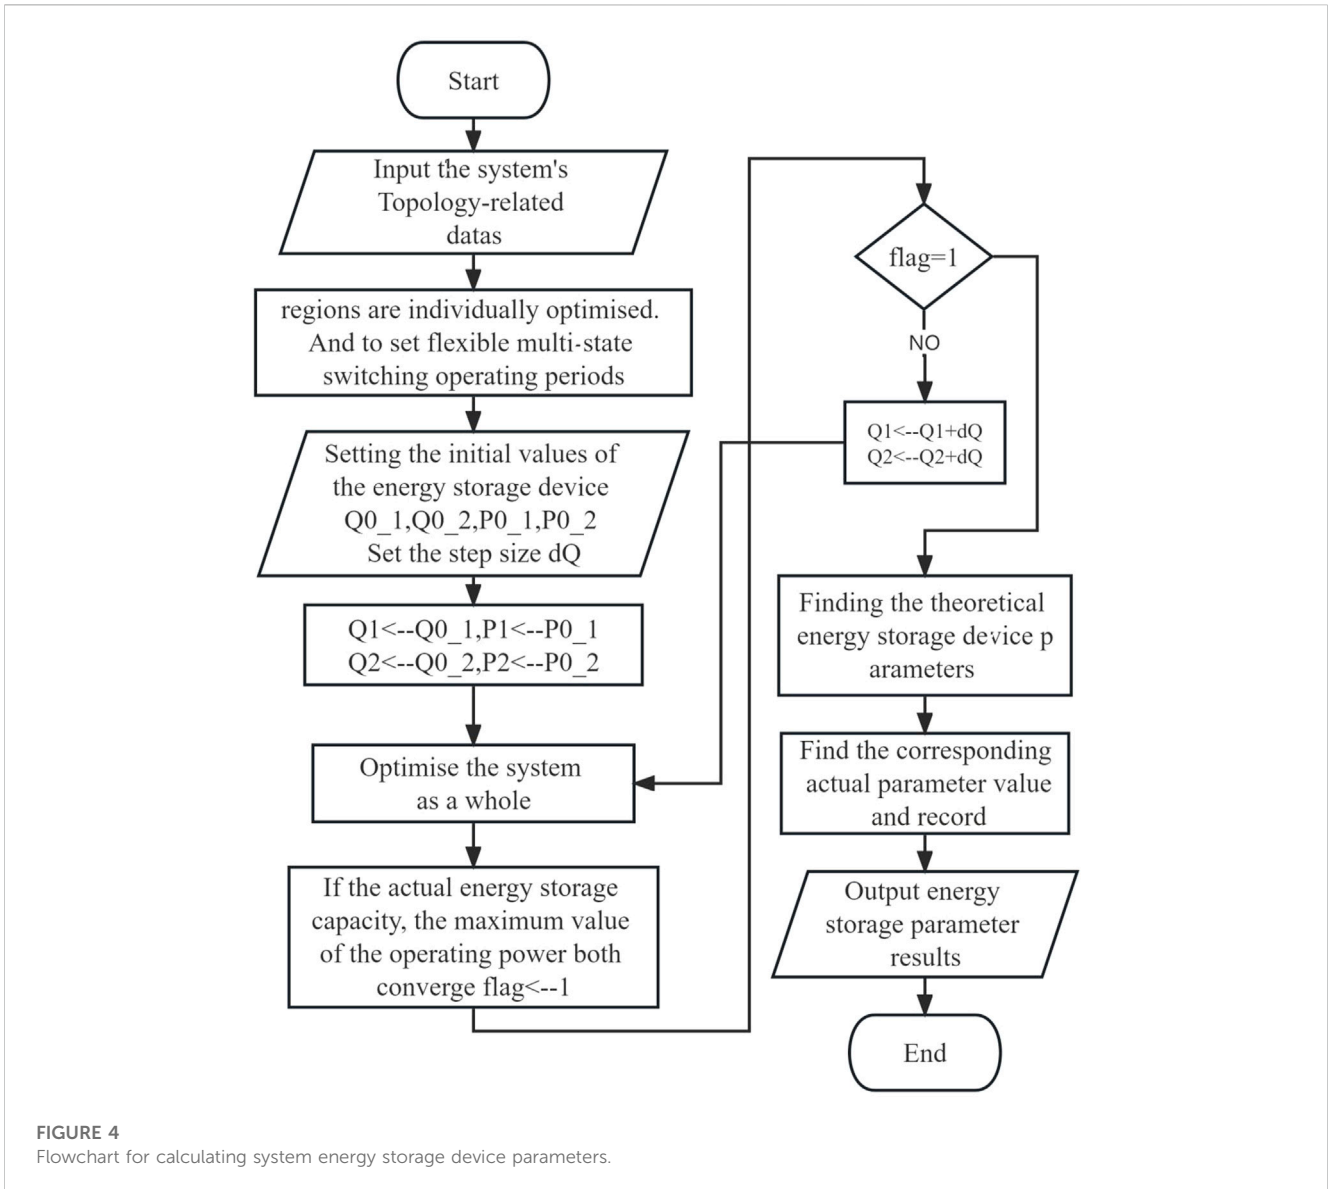 Start
Input the system's
Topology-related
datas
regions are individually optimised.
And to set flexible multi-state
switching operating periods
Setting the initial values of
the energy storage device
Q0_1,Q0_2,P0_1,P0_2
Set the step size dQ
Q1<--Q0_1,P1<--P0_1
Q2<--Q0_2,P2<--P0_2
Optimise the system
as a whole
If the actual energy storage
capacity, the maximum value
of the operating power both
converge flag<--1
flag=1
NO
Q1<--Q1+dQ
Q2<--Q2+dQ
Finding the theoretical
energy storage device p
arameters
Find the corresponding
actual parameter value
and record
Output energy
storage parameter
results
End
FIGURE 4
Flowchart for calculating system energy storage device parameters.